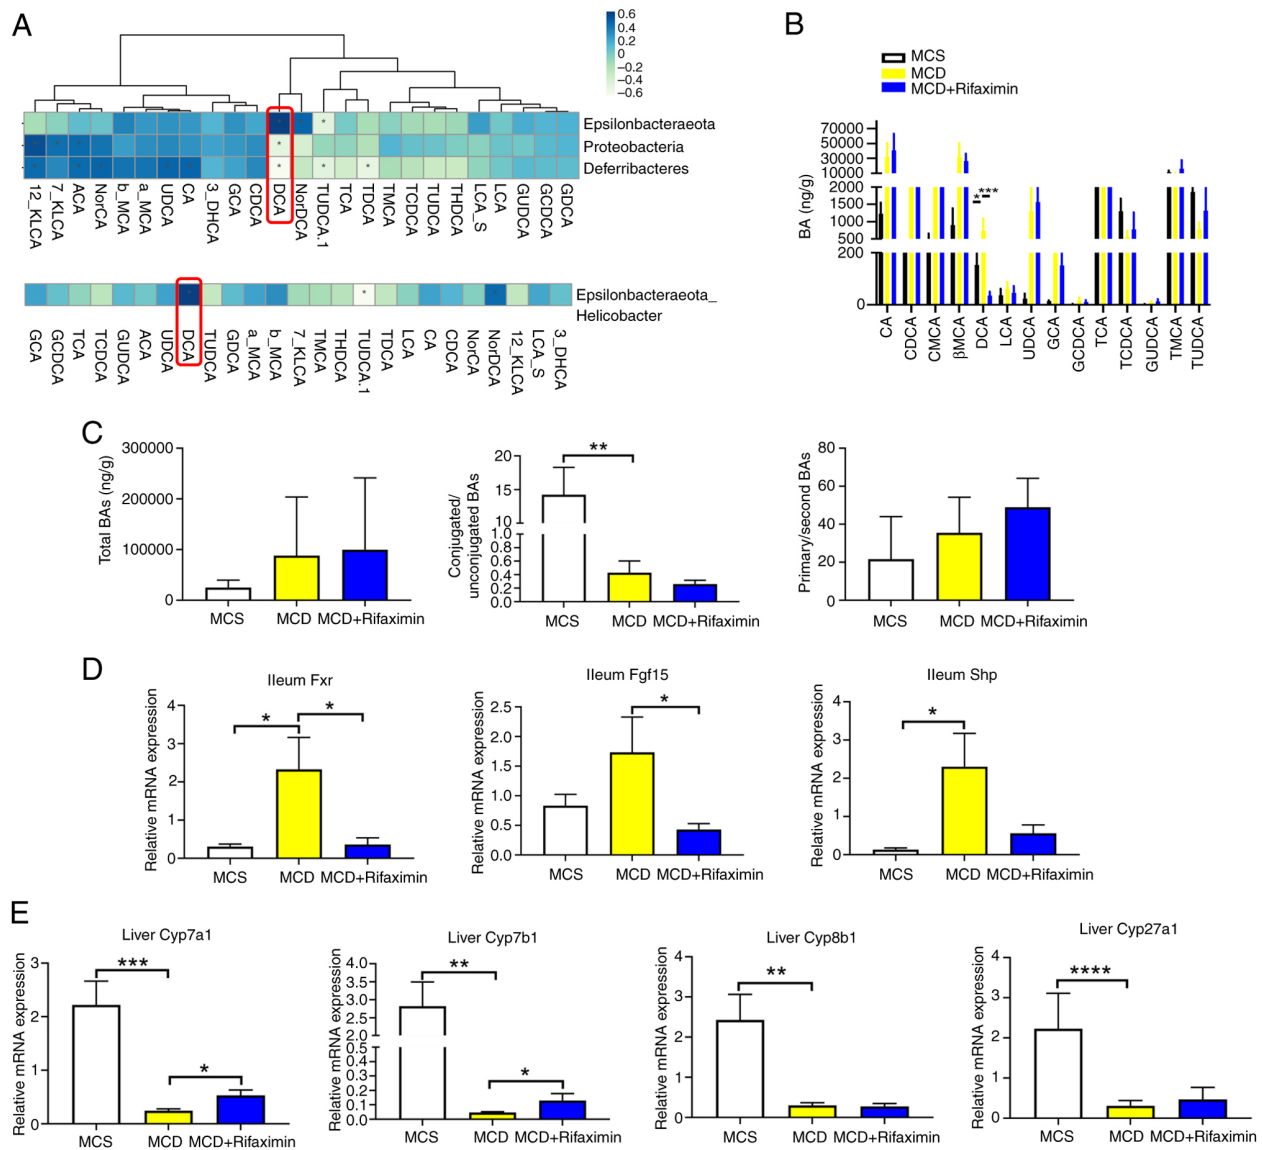 A
0.6
0.4
0.2
0
−0.2
−0.4
−0.6
Epsilonbacteraeota
Proteobacteria
Deferribacteres
12_KLCA
7_KLCA
ACA
NorCA
b_MCA
a_MCA
UDCA
CA
3_DHCA
GCA
CDCA
DCA
NorDCA
TUDCA.1
TCA
TDCA
TMCA
TCDCA
TUDCA
THDCA
LCA_S
LCA
GUDCA
GCDCA
GDCA
Epsilonbacteraeota_
Helicobacter
GCA
GCDCA
TCA
TCDCA
GUDCA
ACA
UDCA
DCA
TUDCA
GDCA
a_MCA
b_MCA
7_KLCA
TMCA
THDCA
TUDCA.1
TDCA
LCA
CA
CDCA
NorCA
NorDCA
12_KLCA
LCA_S
3_DHCA
B
MCS
MCD
MCD+Rifaximin
BA (ng/g)
70000
50000
30000
10000
2000
1500
1000
500
200
0
*
***
CA
CDCA
CMCA
βMCA
DCA
LCA
UDCA
GCA
GCDCA
TCA
TCDCA
GUDCA
TMCA
TUDCA
C
Total BAs (ng/g)
300000
200000
100000
0
MCS MCD MCD+Rifaximin
Conjugated/
unconjugated BAs
20
15
10
1.0
0.8
0.6
0.4
0.2
0.0
**
MCS MCD MCD+Rifaximin
Primary/second BAs
80
60
40
20
0
MCS MCD MCD+Rifaximin
D
Ileum Fxr
Relative mRNA expression
4
3
2
1
0
*
*
MCS MCD MCD+Rifaximin
Ileum Fgf15
Relative mRNA expression
2.5
2.0
1.5
1.0
0.5
0.0
*
MCS MCD MCD+Rifaximin
Ileum Shp
Relative mRNA expression
4
3
2
1
0
*
MCS MCD MCD+Rifaximin
E
Liver Cyp7a1
Relative mRNA expression
3
2
1
0
***
*
MCS MCD MCD+Rifaximin
Liver Cyp7b1
Relative mRNA expression
4.0
3.5
3.0
2.5
2.0
0.5
0.4
0.3
0.2
0.1
0.0
**
*
MCS MCD MCD+Rifaximin
Liver Cyp8b1
Relative mRNA expression
4
3
2
1
0
**
MCS MCD MCD+Rifaximin
Liver Cyp27a1
Relative mRNA expression
4
3
2
1
0
****
MCS MCD MCD+Rifaximin